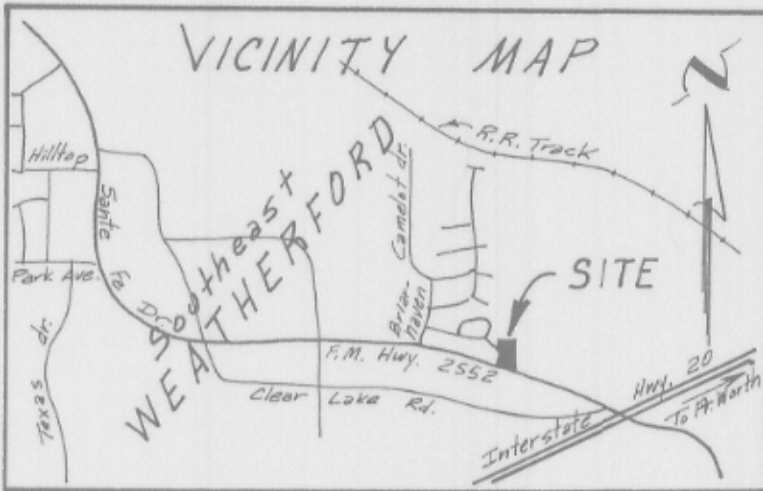 VICINITY MAP
R.R. Track
Hilltop
Sante Fe Dr.
Southeast
WEATHERFORD
Camelot dr.
Park Ave.
SITE
Briar-
haven
F.M. Hwy. 2552
Texas dr.
Clear Lake Rd.
Interstate Hwy. 20
To Ft. Worth
N